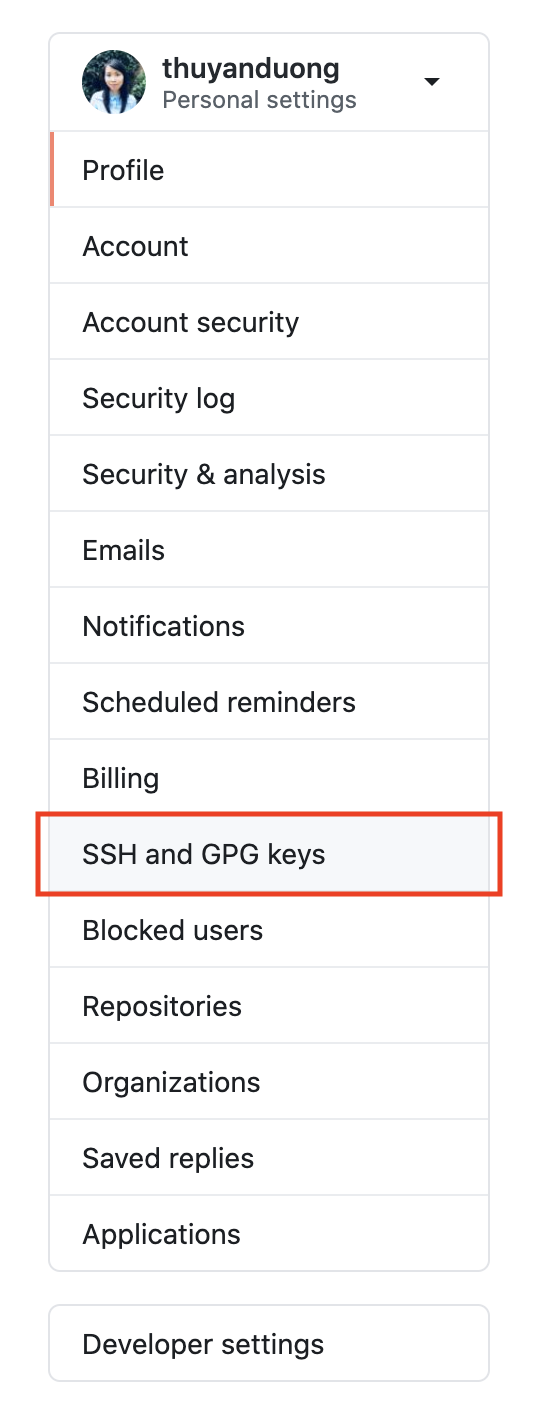 thuyanduong
Personal settings
Profile
Account
Account security
Security log
Security & analysis
Emails
Notifications
Scheduled reminders
Billing
SSH and GPG keys
Blocked users
Repositories
Organizations
Saved replies
Applications
Developer settings